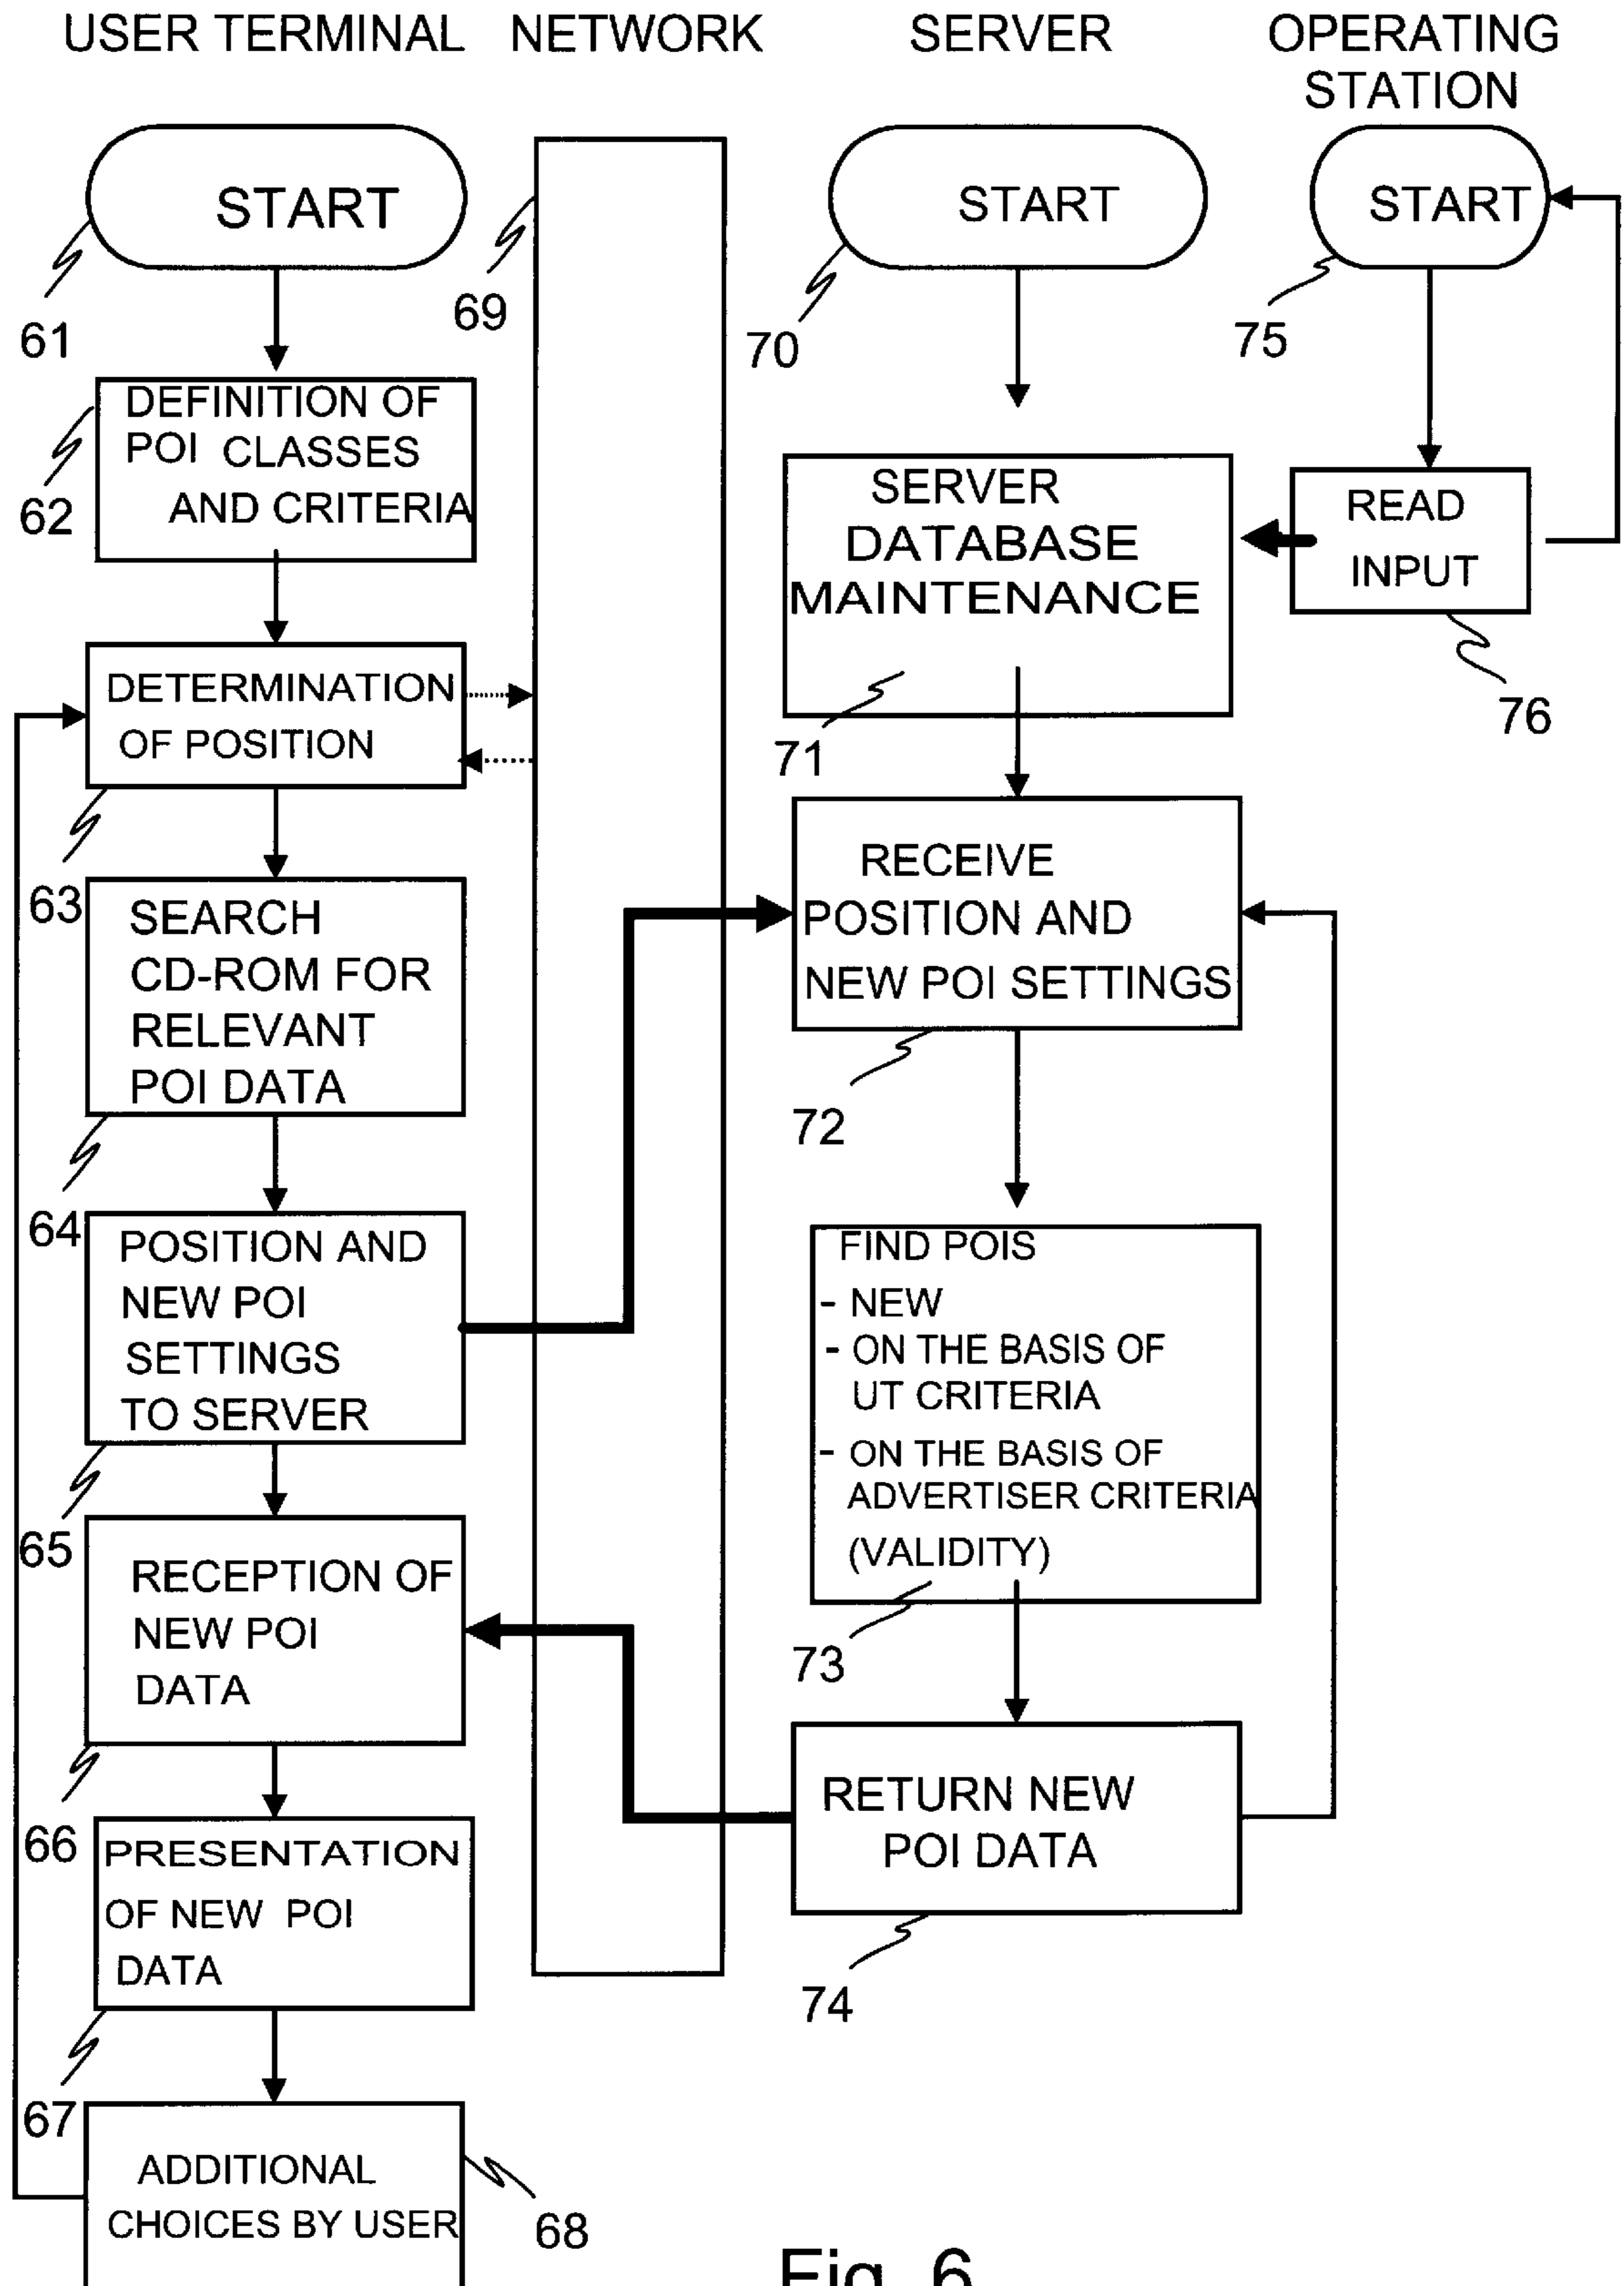 USER TERMINAL
NETWORK
SERVER
OPERATING
STATION
START
61
DEFINITION OF
POI CLASSES
AND CRITERIA
62
DETERMINATION
OF POSITION
63
SEARCH
CD-ROM FOR
RELEVANT
POI DATA
64
POSITION AND
NEW POI
SETTINGS
TO SERVER
65
RECEPTION OF
NEW POI
DATA
66
PRESENTATION
OF NEW POI
DATA
67
ADDITIONAL
CHOICES BY USER
68
69
START
70
SERVER
DATABASE
MAINTENANCE
71
RECEIVE
POSITION AND
NEW POI SETTINGS
72
FIND POIS
- NEW
- ON THE BASIS OF
UT CRITERIA
- ON THE BASIS OF
ADVERTISER CRITERIA
(VALIDITY)
73
RETURN NEW
POI DATA
74
START
75
READ
INPUT
76
Fig. 6